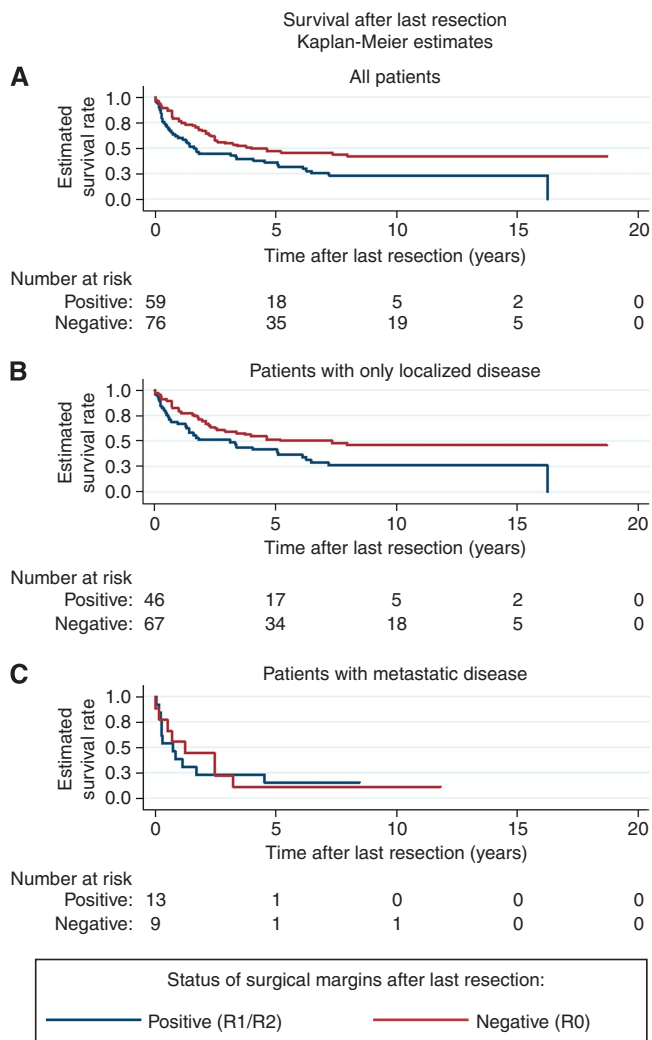 Survival after last resection
Kaplan-Meier estimates
A
All patients
Estimated
survival rate
1.0
0.8
0.5
0.3
0.0
0 5 10 15 20
Time after last resection (years)
Number at risk
Positive: 59 18 5 2 0
Negative: 76 35 19 5 0
B
Patients with only localized disease
Estimated
survival rate
1.0
0.8
0.5
0.3
0.0
0 5 10 15 20
Time after last resection (years)
Number at risk
Positive: 46 17 5 2 0
Negative: 67 34 18 5 0
C
Patients with metastatic disease
Estimated
survival rate
1.0
0.8
0.5
0.3
0.0
0 5 10 15 20
Time after last resection (years)
Number at risk
Positive: 13 1 0 0 0
Negative: 9 1 1 0 0
Status of surgical margins after last resection:
Positive (R1/R2) Negative (R0)